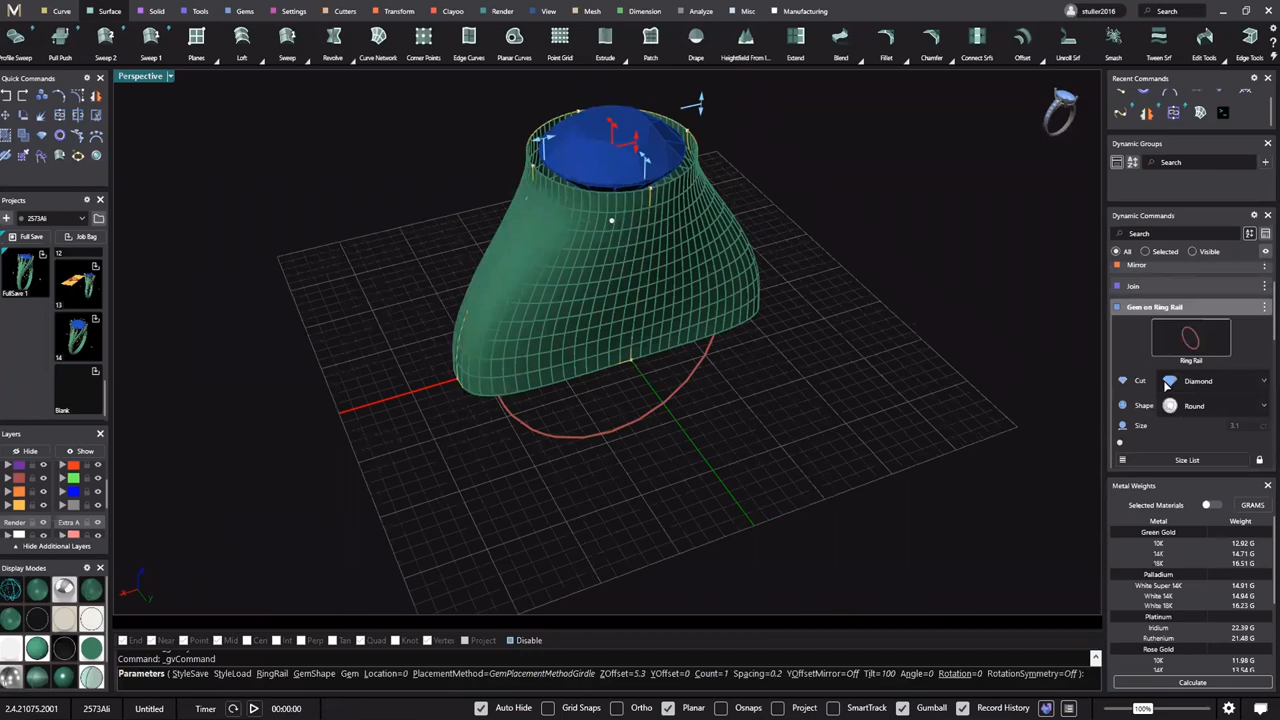 Curve Surface Solid Tools Gems Settings Cutters Transform Clayoo Render View Mesh Dimension Analyze Misc Manufacturing stuller2016 Search
Profile Sweep Pull Push Sweep 2 Sweep 1 Planes Loft Sweep Revolve Curve Network Corner Points Edge Curves Planar Curves Point Grid Extrude Patch Drape Heightfield From I... Extend Blend Fillet Chamfer Connect Srfs Offset Unroll Srf Smash Tween Srf Edit Tools Edge Tools
Quick Commands
Projects
2573Ali
Full Save Job Bag
FullSave 1
12
13
14
Blank
Layers
Hide Show
Render Extra A
Hide Additional Layers
Display Modes
Perspective
x
y
Recent Commands
Dynamic Groups
Search
Dynamic Commands
Search
All Selected Visible
Mirror
Join
Gem on Ring Rail
Ring Rail
Cut Diamond
Shape Round
Size 3.1 ct
Size List
Metal Weights
Selected Materials GRAMS
Metal Weight
Green Gold
10K 12.92 G
14K 14.71 G
18K 16.51 G
Palladium
White Super 14K 14.91 G
White 14K 14.94 G
White 18K 16.23 G
Platinum
Iridium 22.39 G
Ruthenium 21.48 G
Rose Gold
10K 11.98 G
14K 13.54 G
Calculate
End Near Point Mid Cen Int Perp Tan Quad Knot Vertex Project Disable
Command: _gvCommand
Parameters ( StyleSave StyleLoad RingRail GemShape Gem Location=0 PlacementMethod=GemPlacementMethodGirdle ZOffset=5.3 YOffset=0 Count=1 Spacing=0.2 YOffsetMirror=Off Tilt=100 Angle=0 Rotation=0 RotationSymmetry=Off ):
2.4.21075.2001 2573Ali Untitled Timer 00:00:00 Auto Hide Grid Snaps Ortho Planar Osnaps Project SmartTrack Gumball Record History 100%